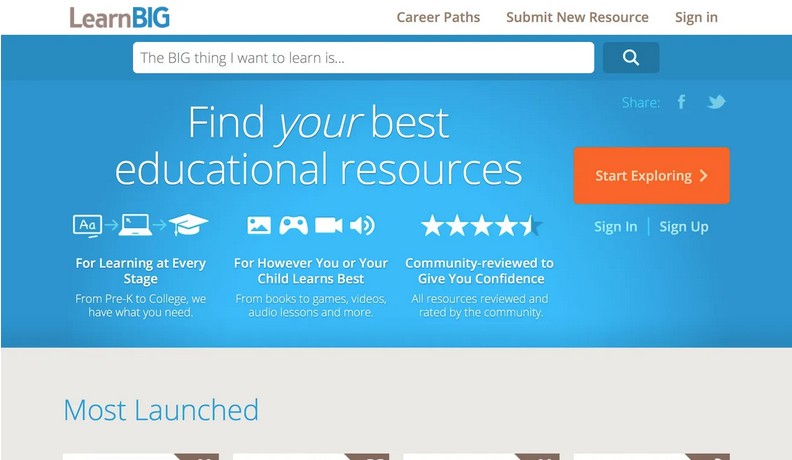 LearnBIG
Career Paths
Submit New Resource
Sign in
The BIG thing I want to learn is...
Share:
Find your best
educational resources
Start Exploring
Sign In
Sign Up
Aa
For Learning at Every
Stage
From Pre-K to College, we
have what you need.
For However You or Your
Child Learns Best
From books to games, videos,
audio lessons and more.
Community-reviewed to
Give You Confidence
All resources reviewed and
rated by the community.
Most Launched